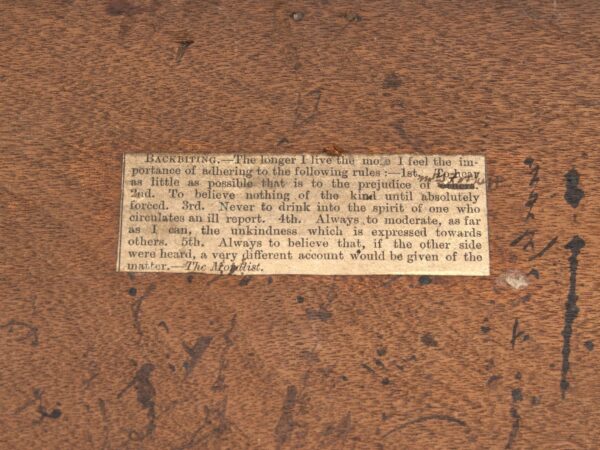 BACKBITING.—The longer I live the more I feel the im-
portance of adhering to the following rules :—1st. To hear
as little as possible that is to the prejudice of others.
2nd. To believe nothing of the kind until absolutely
forced. 3rd. Never to drink into the spirit of one who
circulates an ill report. 4th. Always to moderate, as far
as I can, the unkindness which is expressed towards
others. 5th. Always to believe that, if the other side
were heard, a very different account would be given of the
matter.—The Moralist.